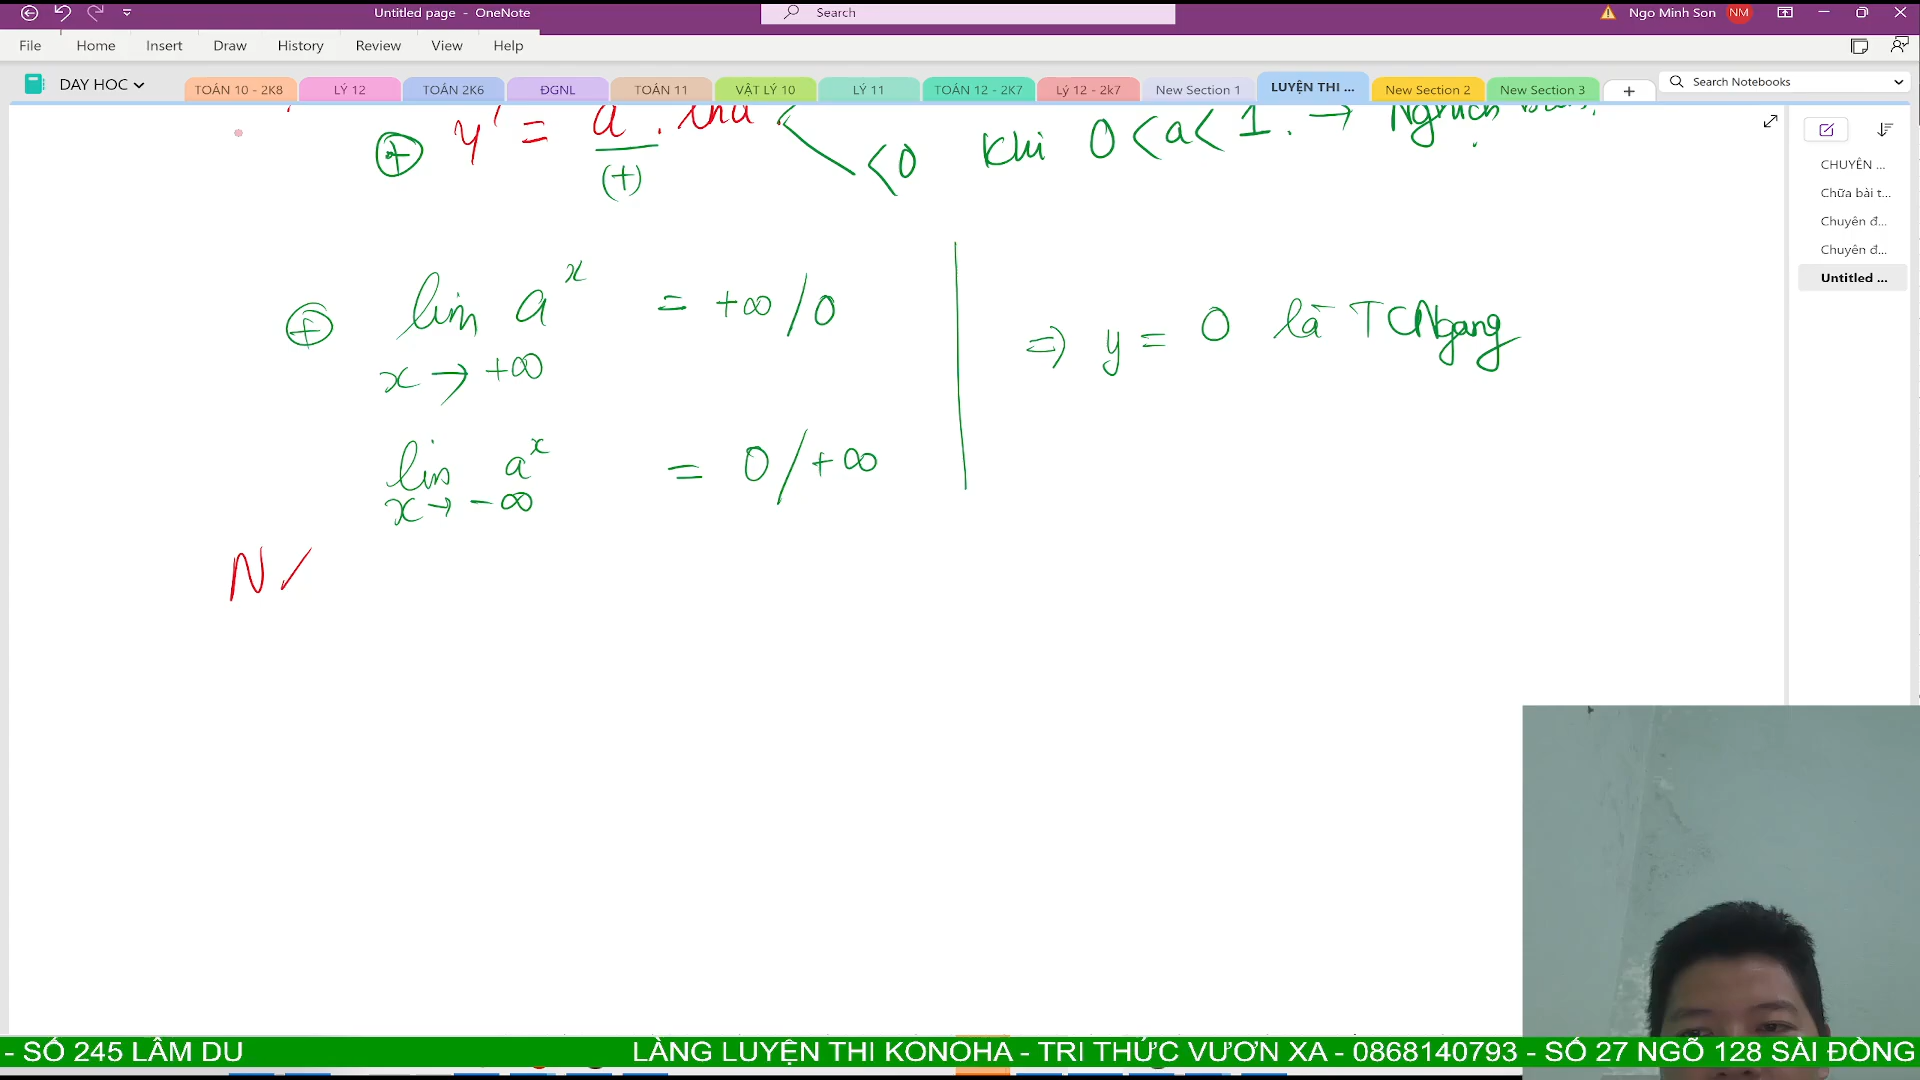 Untitled page - OneNote
Search
Ngo Minh Son
NM
File Home Insert Draw History Review View Help
DAY HOC
TOÁN 10 - 2K8
LÝ 12
TOÁN 2K6
ĐGNL
TOÁN 11
VẬT LÝ 10
LÝ 11
TOÁN 12 - 2K7
Lý 12 - 2k7
New Section 1
LUYỆN THI ...
New Section 2
New Section 3
+
Search Notebooks
CHUYÊN ...
Chữa bài t...
Chuyên đ...
Chuyên đ...
Untitled ...
⊕ y' = a . lna
(+)
<0 Khi 0<a<1. →
⊕ lim a^x = +∞/0
x → +∞
⇒ y = 0 là TCNgang
lim a^x = 0/+∞
x → -∞
N
- SỐ 245 LÂM DU
LÀNG LUYỆN THI KONOHA - TRI THỨC VƯƠN XA - 0868140793 - SỐ 27 NGÕ 128 SÀI ĐỒNG